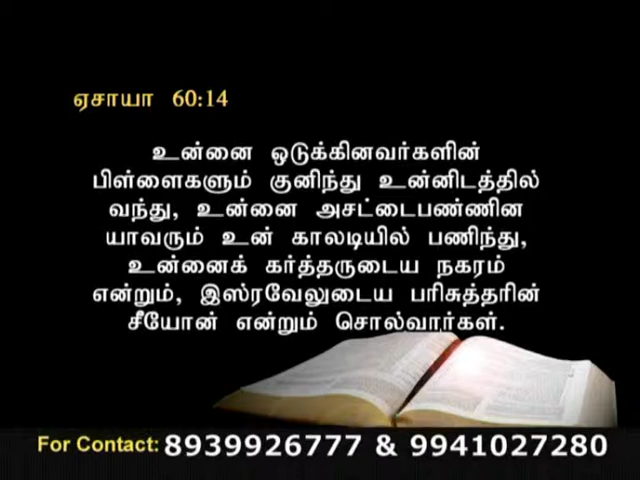 ஏசாயா 60:14
உன்னை ஒடுக்கினவர்களின்
பிள்ளைகளும் குனிந்து உன்னிடத்தில்
வந்து, உன்னை அசட்டைபண்ணின
யாவரும் உன் காலடியில் பணிந்து,
உன்னைக் கர்த்தருடைய நகரம்
என்றும், இஸ்ரவேலுடைய பரிசுத்தரின்
சீயோன் என்றும் சொல்வார்கள்.
For Contact: 8939926777 & 9941027280